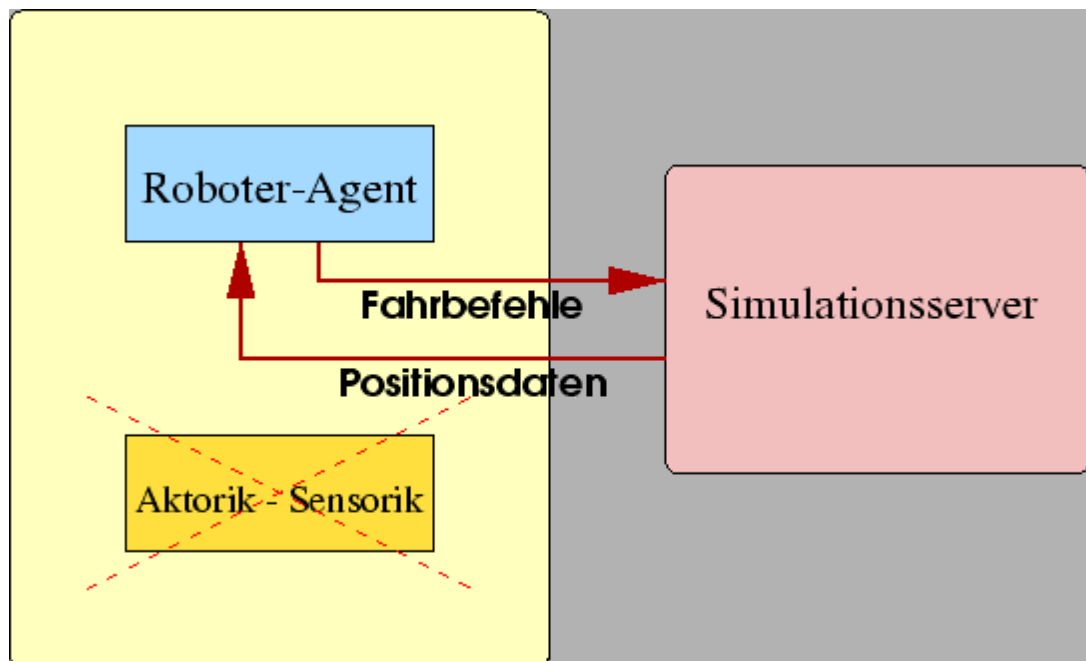 Roboter-Agent
Fahrbefehle
Simulationsserver
Positionsdaten
Aktorik - Sensorik